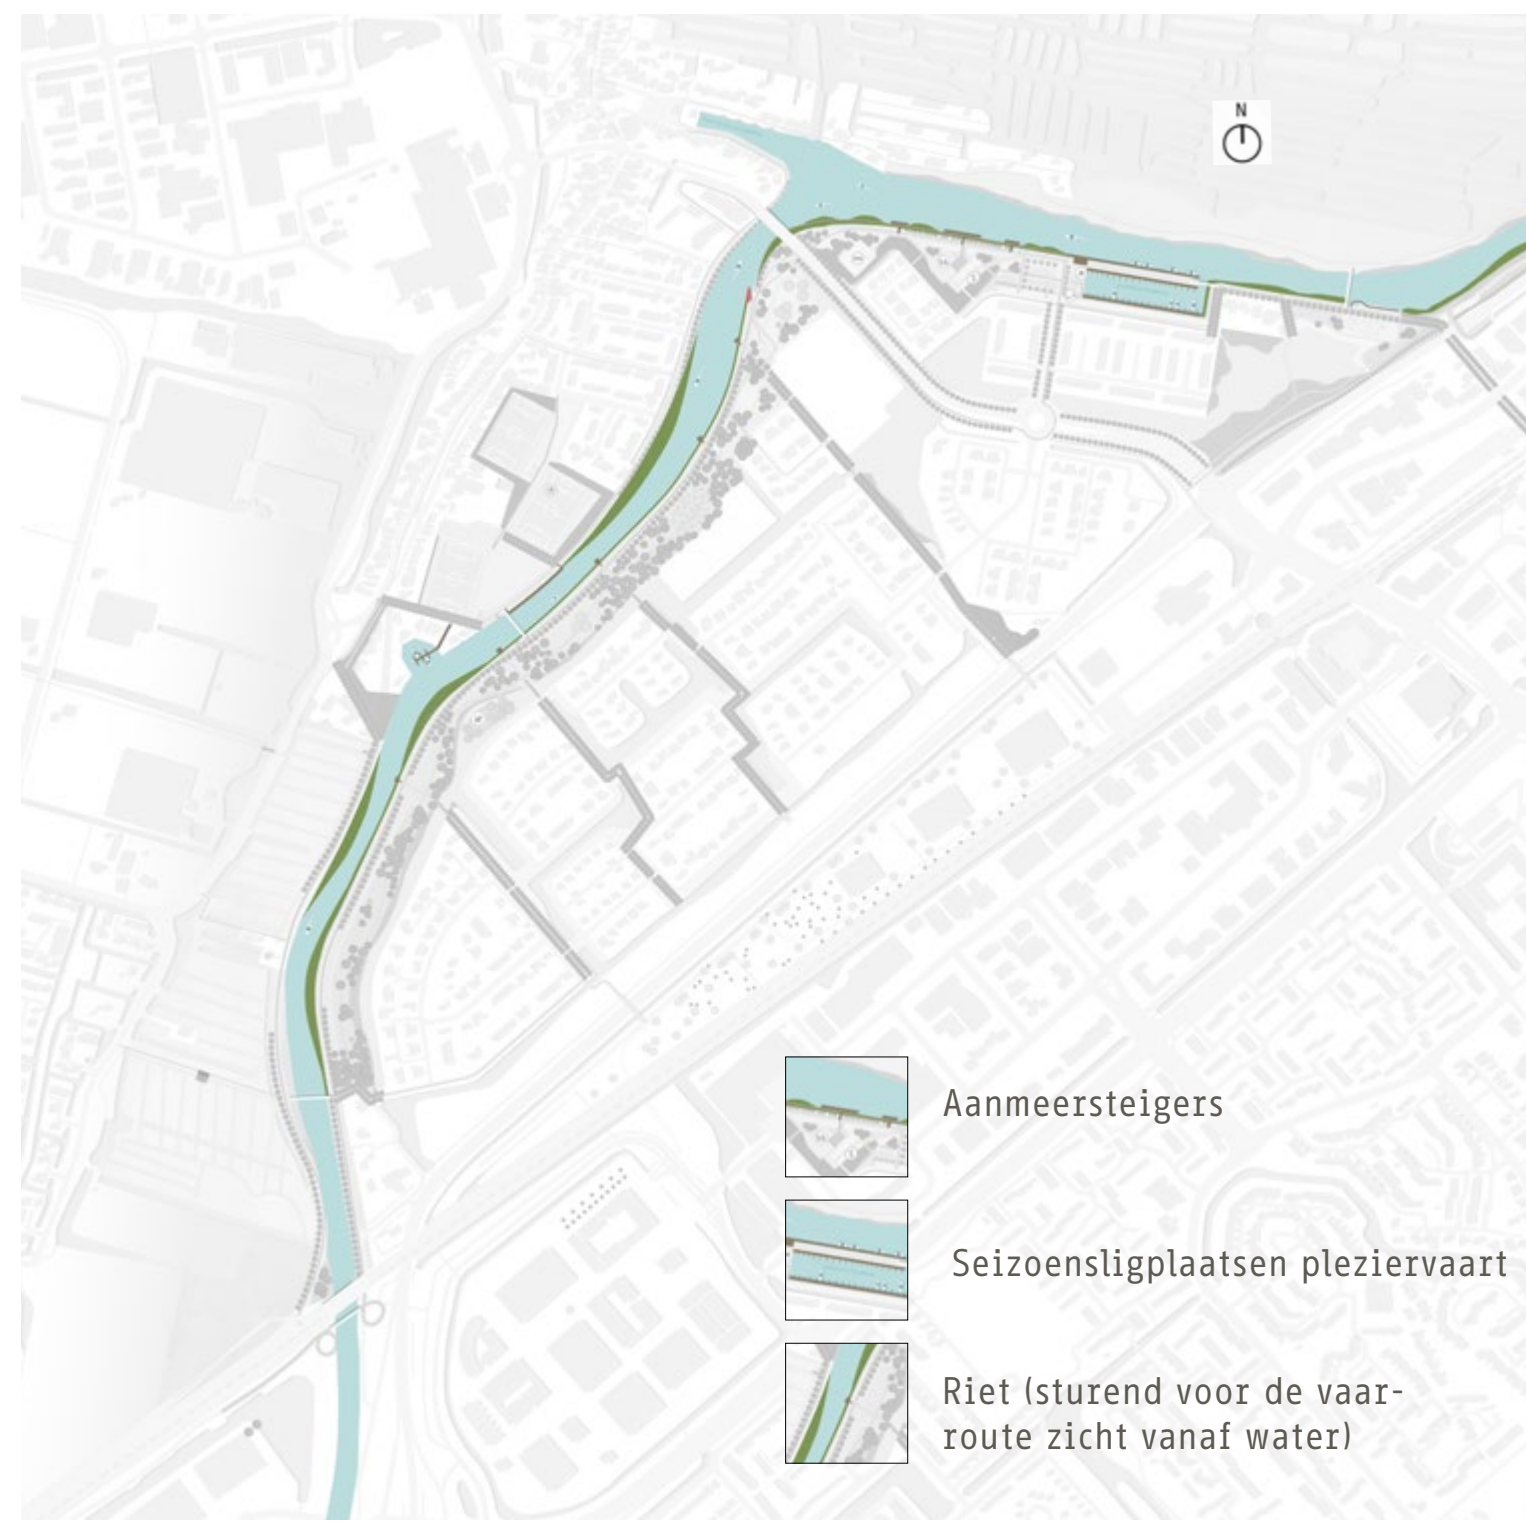 N
Aanmeersteigers
Seizoensligplaatsen pleziervaart
Riet (sturend voor de vaar-
route zicht vanaf water)